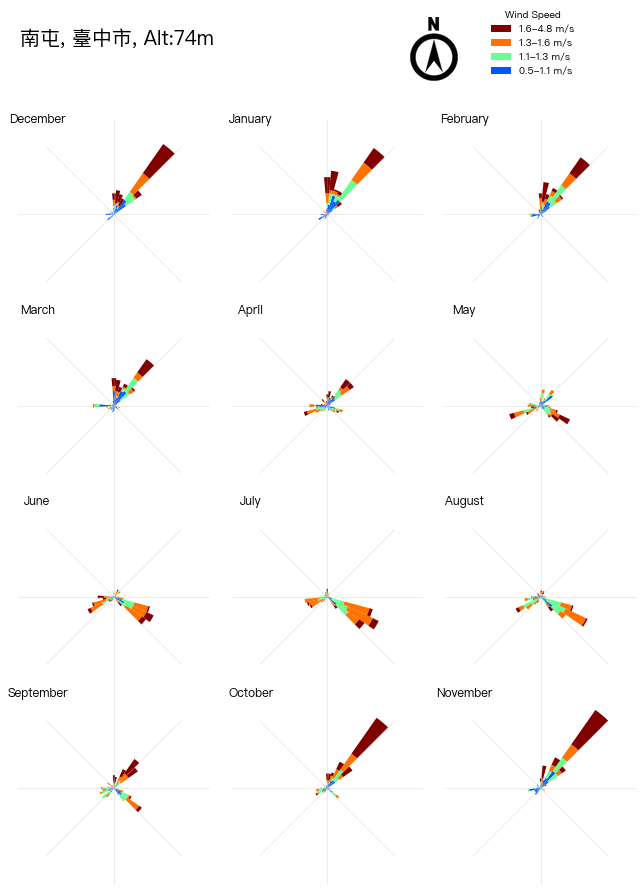 南屯, 臺中市, Alt:74m
N
Wind Speed
1.6–4.8 m/s
1.3–1.6 m/s
1.1–1.3 m/s
0.5–1.1 m/s
December
January
February
March
April
May
June
July
August
September
October
November